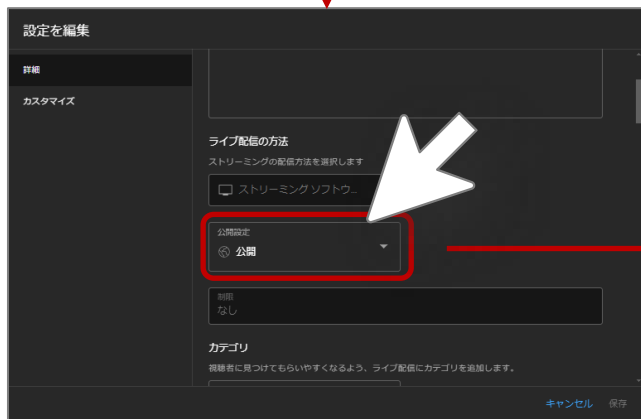 設定を編集
詳細
カスタマイズ
ライブ配信の方法
ストリーミングの配信方法を選択します
ストリーミング ソフトウ...
公開設定
公開
制限
なし
カテゴリ
視聴者に見つけてもらいやすくなるよう、ライブ配信にカテゴリを追加します。
キャンセル 保存